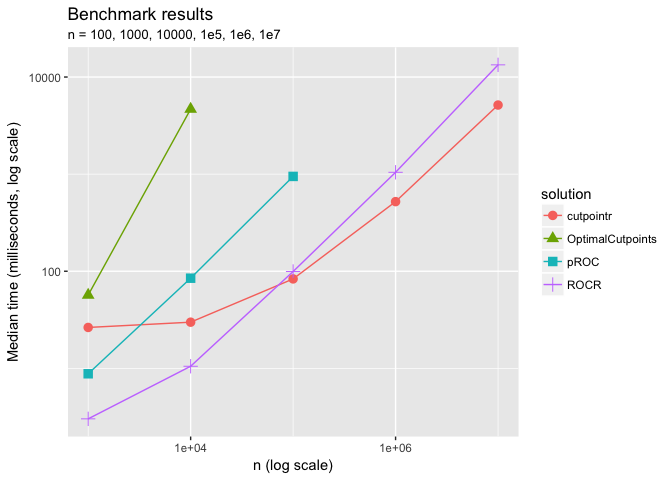 Benchmark results
n = 100, 1000, 10000, 1e5, 1e6, 1e7
Median time (milliseconds, log scale)
10000
100
1e+04
1e+06
n (log scale)
solution
cutpointr
OptimalCutpoints
pROC
ROCR